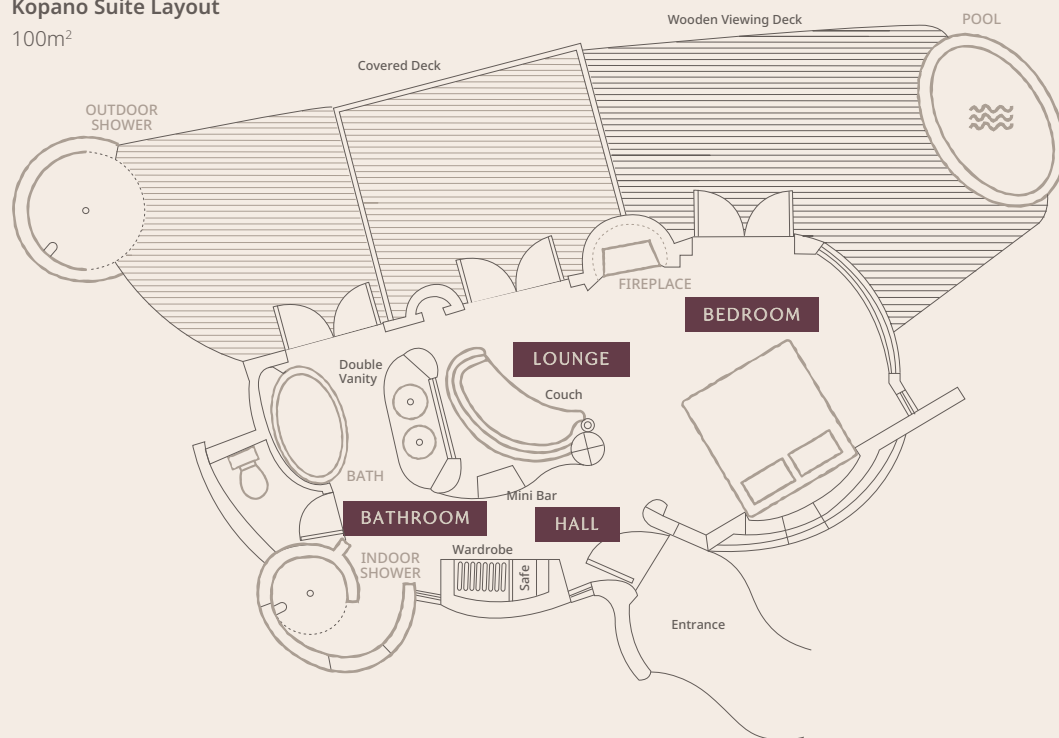 Kopano Suite Layout
100m²
Wooden Viewing Deck
POOL
Covered Deck
OUTDOOR
SHOWER
FIREPLACE
BEDROOM
LOUNGE
Double
Vanity
Couch
BATH
Mini Bar
BATHROOM
HALL
Wardrobe
INDOOR
SHOWER
Safe
Entrance